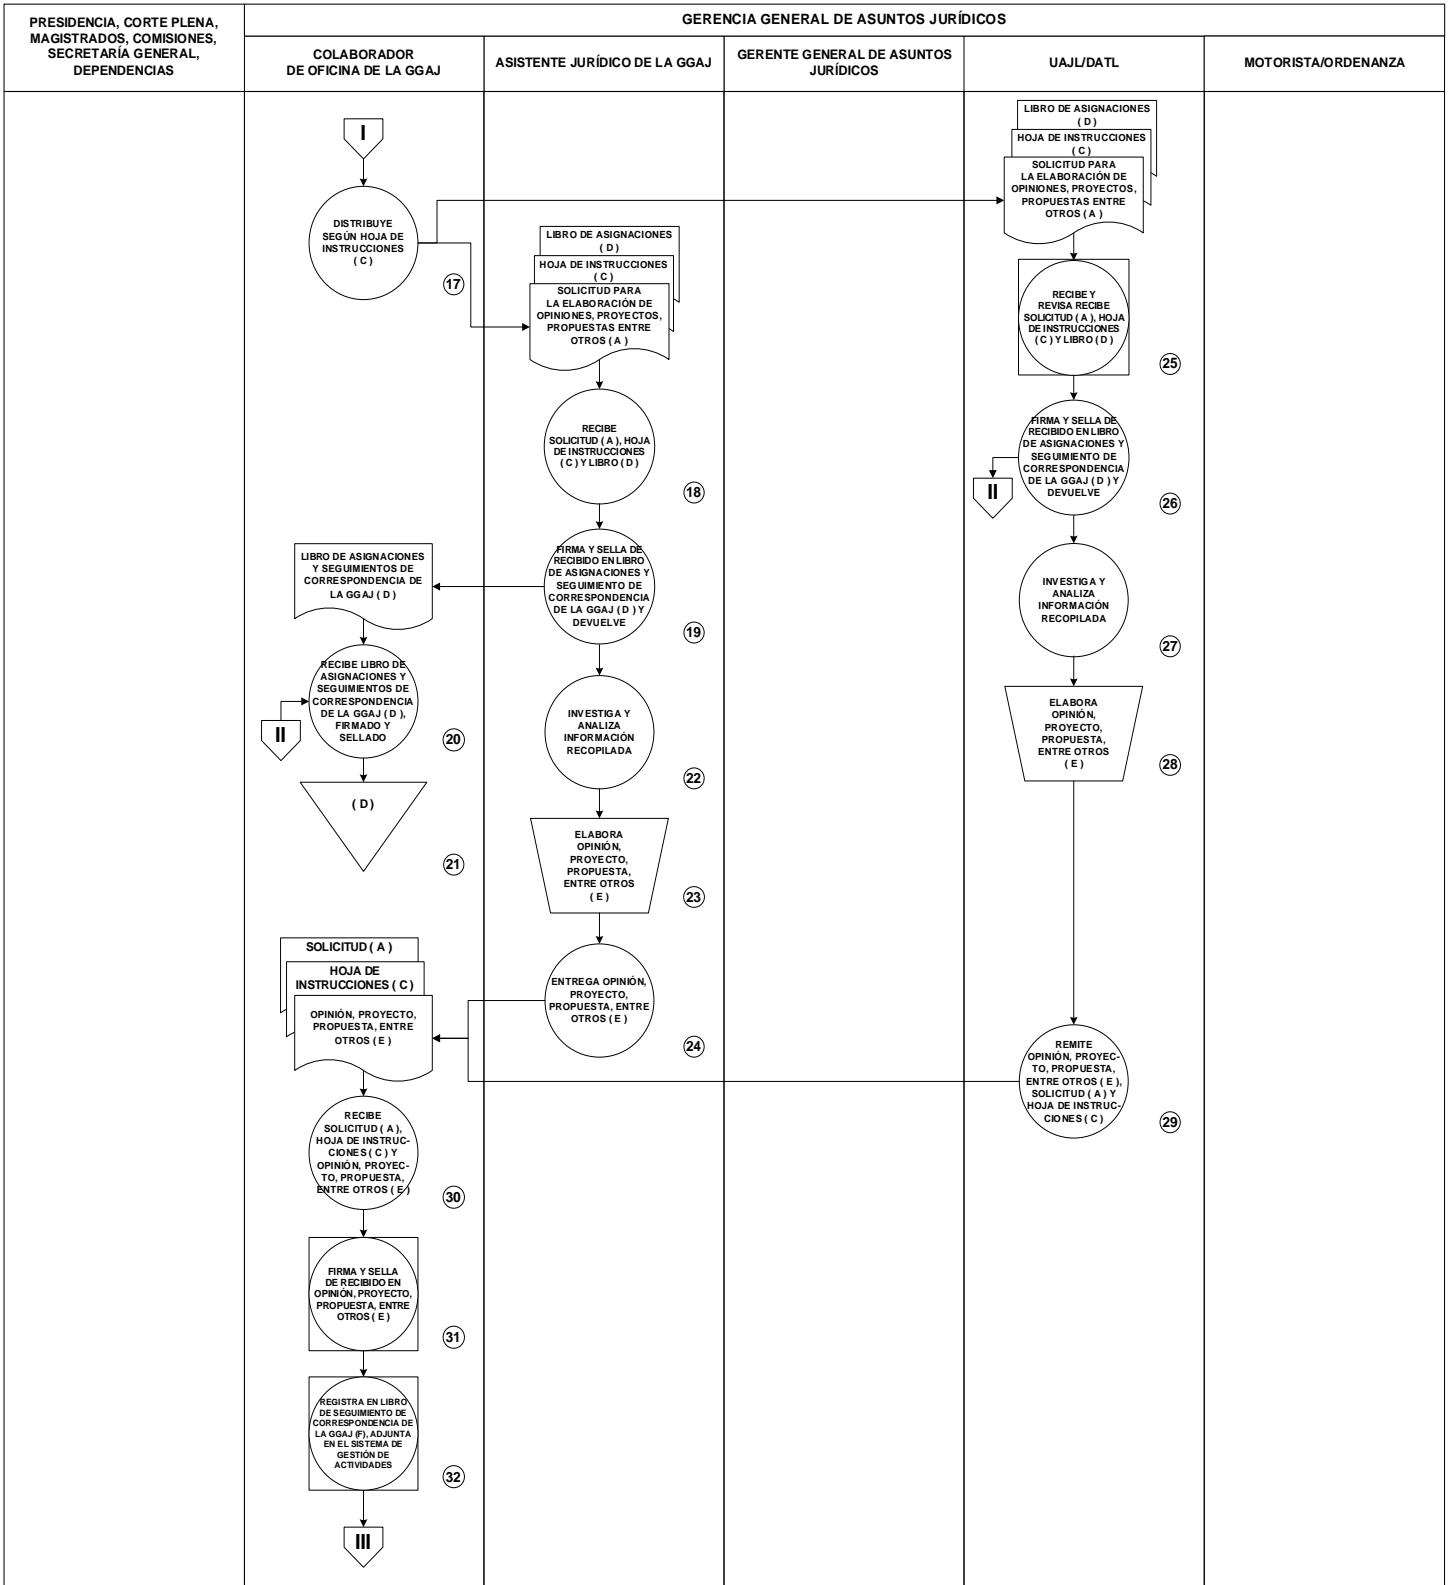 PRESIDENCIA, CORTE PLENA,
MAGISTRADOS, COMISIONES,
SECRETARÍA GENERAL,
DEPENDENCIAS
GERENCIA GENERAL DE ASUNTOS JURÍDICOS
COLABORADOR
DE OFICINA DE LA GGAJ
ASISTENTE JURÍDICO DE LA GGAJ
GERENTE GENERAL DE ASUNTOS
JURÍDICOS
UAJL/DATL
MOTORISTA/ORDENANZA
I
DISTRIBUYE
SEGÚN HOJA DE
INSTRUCCIONES
( C )
17
LIBRO DE ASIGNACIONES
( D )
HOJA DE INSTRUCCIONES
( C )
SOLICITUD PARA
LA ELABORACIÓN DE
OPINIONES, PROYECTOS,
PROPUESTAS ENTRE
OTROS ( A )
RECIBE
SOLICITUD ( A ), HOJA
DE INSTRUCCIONES
( C ) Y LIBRO ( D )
18
FIRMA Y SELLA DE
RECIBIDO EN LIBRO
DE ASIGNACIONES Y
SEGUIMIENTO DE
CORRESPONDENCIA
DE LA GGAJ ( D ) Y
DEVUELVE
19
LIBRO DE ASIGNACIONES
Y SEGUIMIENTOS DE
CORRESPONDENCIA DE
LA GGAJ ( D )
RECIBE LIBRO DE
ASIGNACIONES Y
SEGUIMIENTOS DE
CORRESPONDENCIA
DE LA GGAJ ( D ),
FIRMADO Y
SELLADO
II
20
( D )
21
INVESTIGA Y
ANALIZA
INFORMACIÓN
RECOPILADA
22
ELABORA
OPINIÓN,
PROYECTO,
PROPUESTA,
ENTRE OTROS
( E )
23
ENTREGA OPINIÓN,
PROYECTO,
PROPUESTA, ENTRE
OTROS ( E )
24
LIBRO DE ASIGNACIONES
( D )
HOJA DE INSTRUCCIONES
( C )
SOLICITUD PARA
LA ELABORACIÓN DE
OPINIONES, PROYECTOS,
PROPUESTAS ENTRE
OTROS ( A )
RECIBE Y
REVISA RECIBE
SOLICITUD ( A ), HOJA
DE INSTRUCCIONES
( C ) Y LIBRO ( D )
25
FIRMA Y SELLA DE
RECIBIDO EN LIBRO
DE ASIGNACIONES Y
SEGUIMIENTO DE
CORRESPONDENCIA
DE LA GGAJ ( D ) Y
DEVUELVE
II
26
INVESTIGA Y
ANALIZA
INFORMACIÓN
RECOPILADA
27
ELABORA
OPINIÓN,
PROYECTO,
PROPUESTA,
ENTRE OTROS
( E )
28
REMITE
OPINIÓN, PROYEC-
TO, PROPUESTA,
ENTRE OTROS ( E ),
SOLICITUD ( A ) Y
HOJA DE INSTRUC-
CIONES ( C )
29
SOLICITUD ( A )
HOJA DE
INSTRUCCIONES ( C )
OPINIÓN, PROYECTO,
PROPUESTA, ENTRE
OTROS ( E )
RECIBE
SOLICITUD ( A ),
HOJA DE INSTRUC-
CIONES ( C ) Y
OPINIÓN, PROYEC-
TO, PROPUESTA,
ENTRE OTROS ( E )
30
FIRMA Y SELLA
DE RECIBIDO EN
OPINIÓN, PROYECTO,
PROPUESTA, ENTRE
OTROS ( E )
31
REGISTRA EN LIBRO
DE SEGUIMIENTO DE
CORRESPONDENCIA DE
LA GGAJ (F), ADJUNTA
EN EL SISTEMA DE
GESTIÓN DE
ACTIVIDADES
32
III